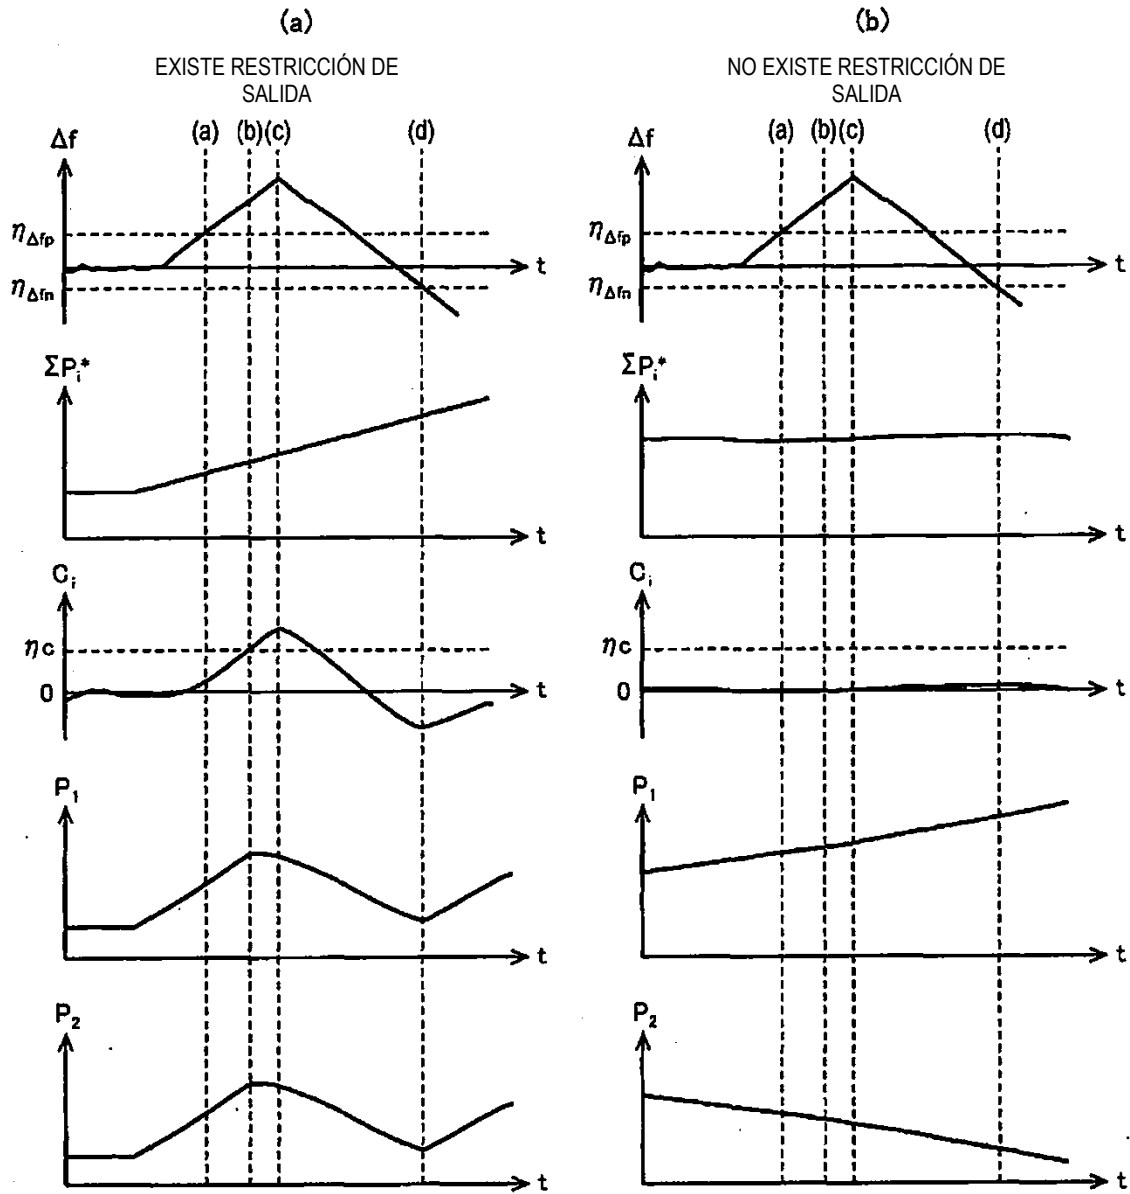 (a)
EXISTE RESTRICCIÓN DE
SALIDA
(a) (b) (c) (d)
Δf
η Δfp
t
η Δfn
ΣPi*
t
Ci
ηc
0
t
P1
t
P2
t
(b)
NO EXISTE RESTRICCIÓN DE
SALIDA
(a) (b) (c) (d)
Δf
η Δfp
t
η Δfn
ΣPi*
t
Ci
ηc
0
t
P1
t
P2
t